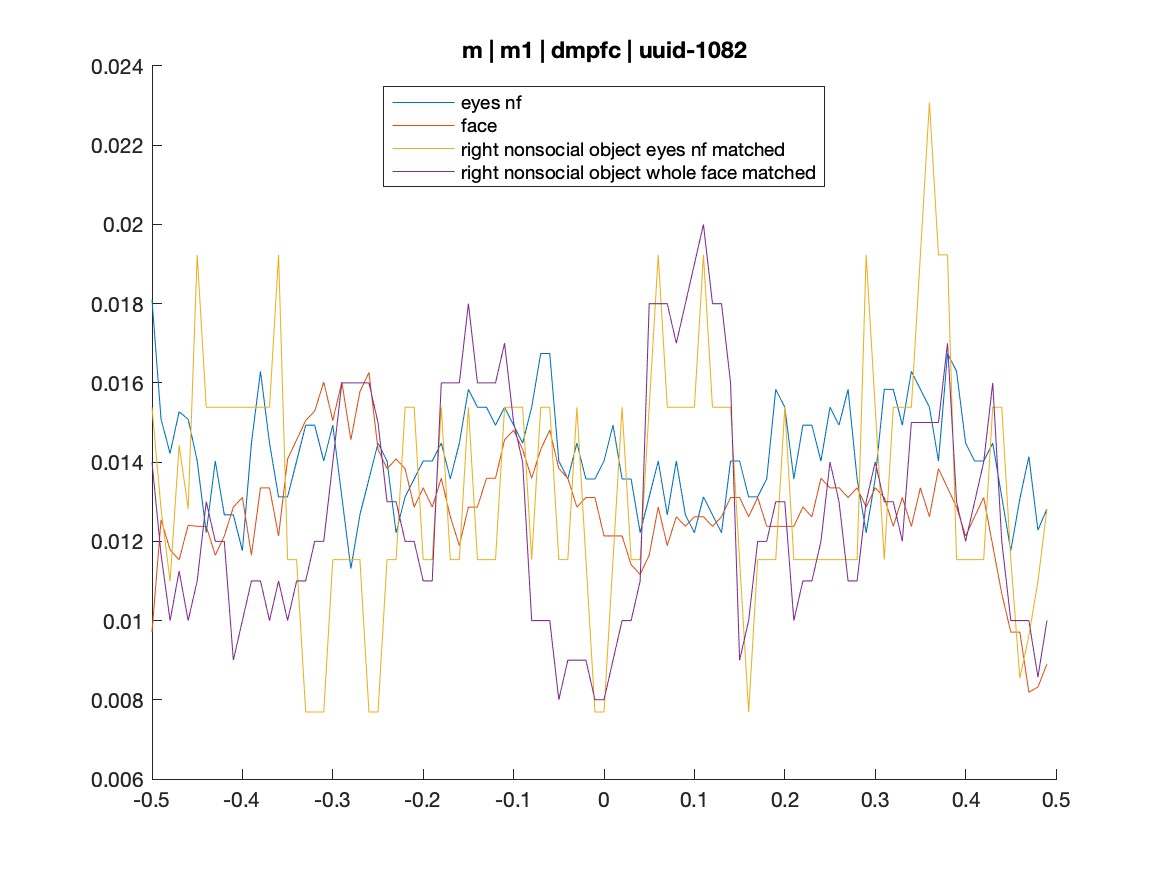 m | m1 | dmpfc | uuid-1082
0.024
eyes nf
face
0.022
right nonsocial object eyes nf matched
right nonsocial object whole face matched
0.02
0.018
0.016
0.014
0.012
0.01
0.008
0.006
-0.5 -0.4 -0.3 -0.2 -0.1 0 0.1 0.2 0.3 0.4 0.5